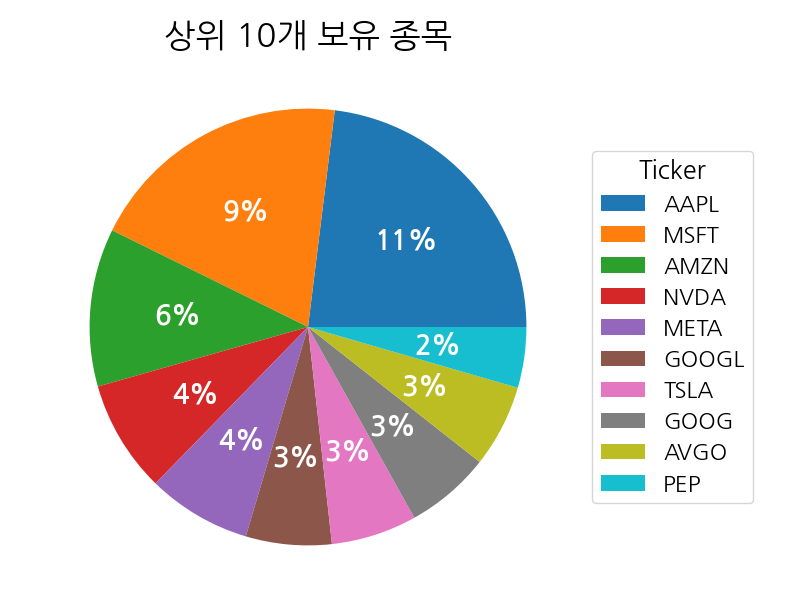 상위 10개 보유 종목
11%
9%
6%
4%
4%
3%
3%
3%
3%
2%
Ticker
AAPL
MSFT
AMZN
NVDA
META
GOOGL
TSLA
GOOG
AVGO
PEP